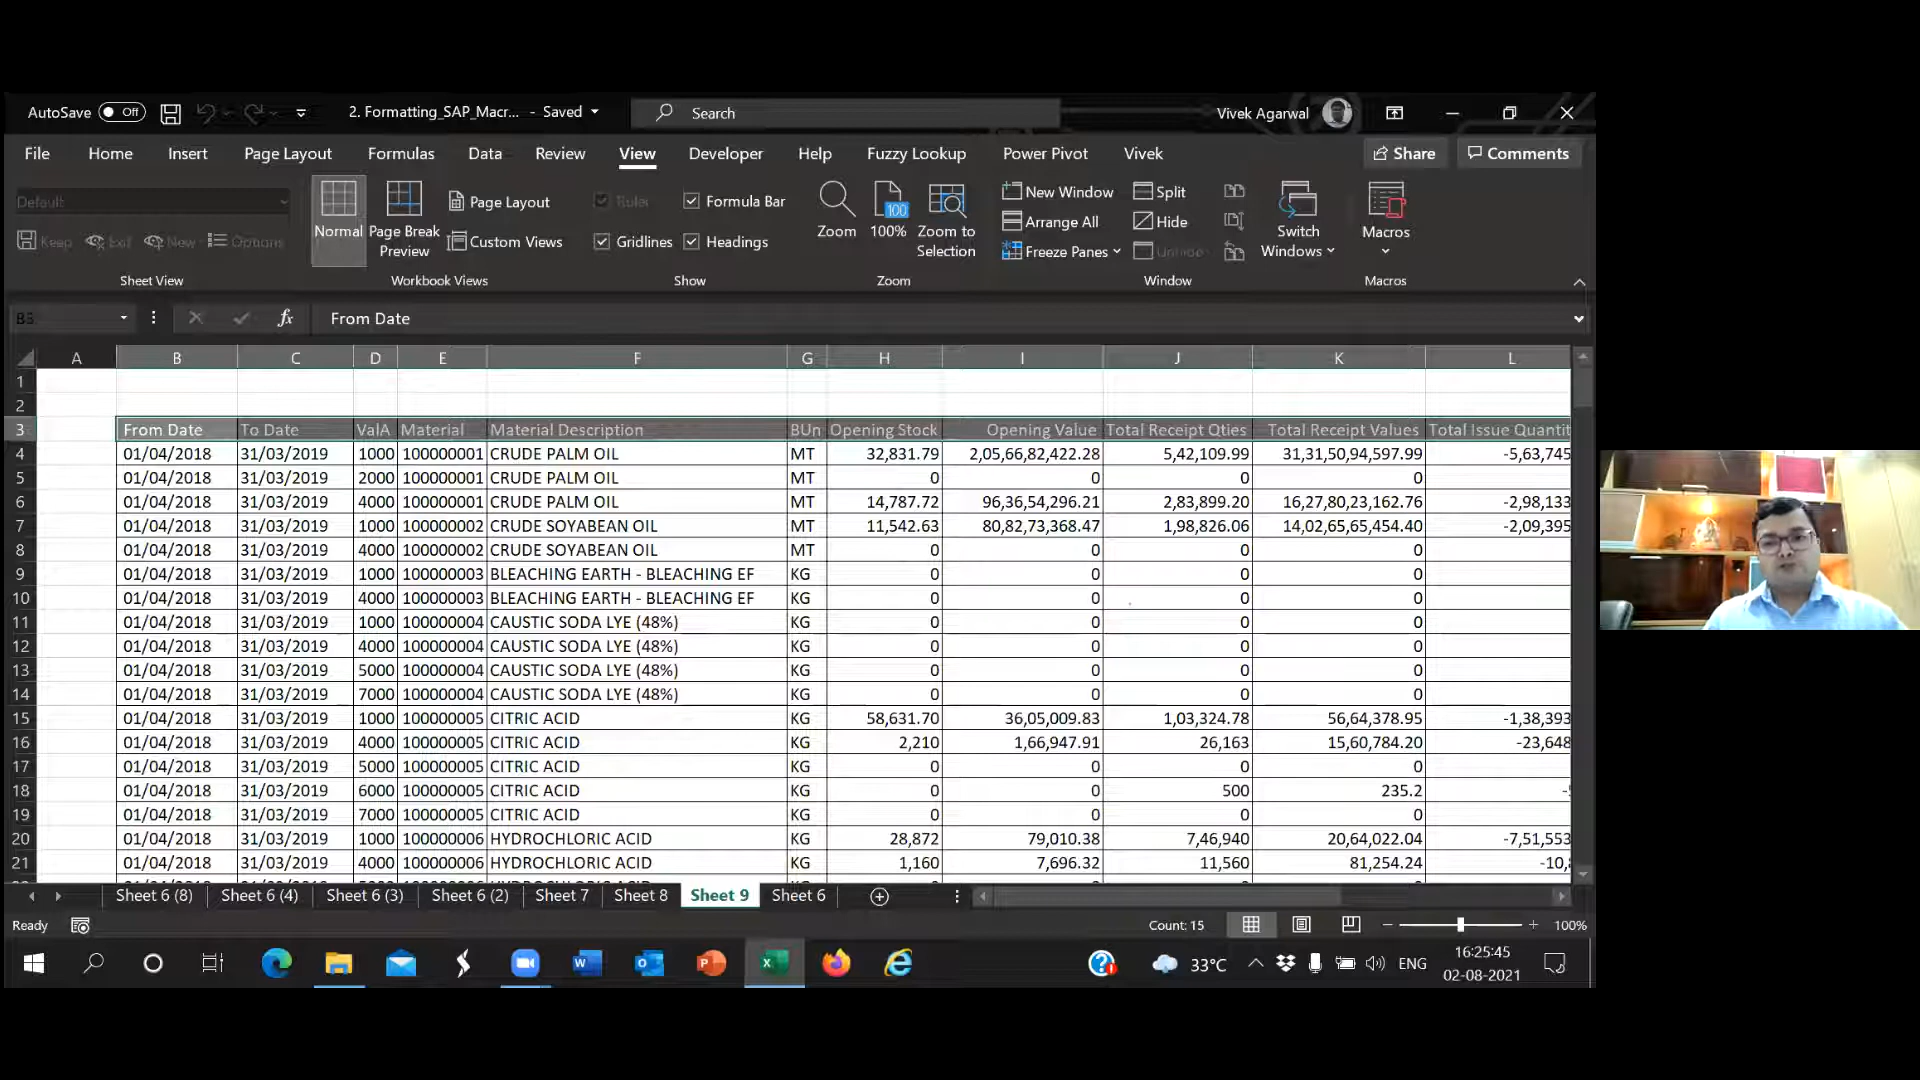 AutoSave Off 2. Formatting_SAP_Macr... - Saved Search Vivek Agarwal
File Home Insert Page Layout Formulas Data Review View Developer Help Fuzzy Lookup Power Pivot Vivek Share Comments
Default
Keep Exit New Options
Sheet View
Normal Page Break Preview Page Layout Custom Views
Workbook Views
Ruler Formula Bar
Gridlines Headings
Show
Zoom 100 100% Zoom to Selection
Zoom
New Window Split
Arrange All Hide
Freeze Panes Unhide
Switch Windows
Window
Macros
Macros
B3 fx From Date
A B C D E F G H I J K L
1
2
3 From Date To Date ValA Material Material Description BUn Opening Stock Opening Value Total Receipt Qties Total Receipt Values Total Issue Quantit
4 01/04/2018 31/03/2019 1000 100000001 CRUDE PALM OIL MT 32,831.79 2,05,66,82,422.28 5,42,109.99 31,31,50,94,597.99 -5,63,745
5 01/04/2018 31/03/2019 2000 100000001 CRUDE PALM OIL MT 0 0 0 0
6 01/04/2018 31/03/2019 4000 100000001 CRUDE PALM OIL MT 14,787.72 96,36,54,296.21 2,83,899.20 16,27,80,23,162.76 -2,98,133
7 01/04/2018 31/03/2019 1000 100000002 CRUDE SOYABEAN OIL MT 11,542.63 80,82,73,368.47 1,98,826.06 14,02,65,65,454.40 -2,09,395
8 01/04/2018 31/03/2019 4000 100000002 CRUDE SOYABEAN OIL MT 0 0 0 0
9 01/04/2018 31/03/2019 1000 100000003 BLEACHING EARTH - BLEACHING EF KG 0 0 0 0
10 01/04/2018 31/03/2019 4000 100000003 BLEACHING EARTH - BLEACHING EF KG 0 0 0 0
11 01/04/2018 31/03/2019 1000 100000004 CAUSTIC SODA LYE (48%) KG 0 0 0 0
12 01/04/2018 31/03/2019 4000 100000004 CAUSTIC SODA LYE (48%) KG 0 0 0 0
13 01/04/2018 31/03/2019 5000 100000004 CAUSTIC SODA LYE (48%) KG 0 0 0 0
14 01/04/2018 31/03/2019 7000 100000004 CAUSTIC SODA LYE (48%) KG 0 0 0 0
15 01/04/2018 31/03/2019 1000 100000005 CITRIC ACID KG 58,631.70 36,05,009.83 1,03,324.78 56,64,378.95 -1,38,393
16 01/04/2018 31/03/2019 4000 100000005 CITRIC ACID KG 2,210 1,66,947.91 26,163 15,60,784.20 -23,648
17 01/04/2018 31/03/2019 5000 100000005 CITRIC ACID KG 0 0 0 0
18 01/04/2018 31/03/2019 6000 100000005 CITRIC ACID KG 0 0 500 235.2
19 01/04/2018 31/03/2019 7000 100000005 CITRIC ACID KG 0 0 0 0
20 01/04/2018 31/03/2019 1000 100000006 HYDROCHLORIC ACID KG 28,872 79,010.38 7,46,940 20,64,022.04 -7,51,553
21 01/04/2018 31/03/2019 4000 100000006 HYDROCHLORIC ACID KG 1,160 7,696.32 11,560 81,254.24 -10,
Sheet 6 (8) Sheet 6 (4) Sheet 6 (3) Sheet 6 (2) Sheet 7 Sheet 8 Sheet 9 Sheet 6
Ready Count: 15 100%
33°C ENG 16:25:45
02-08-2021